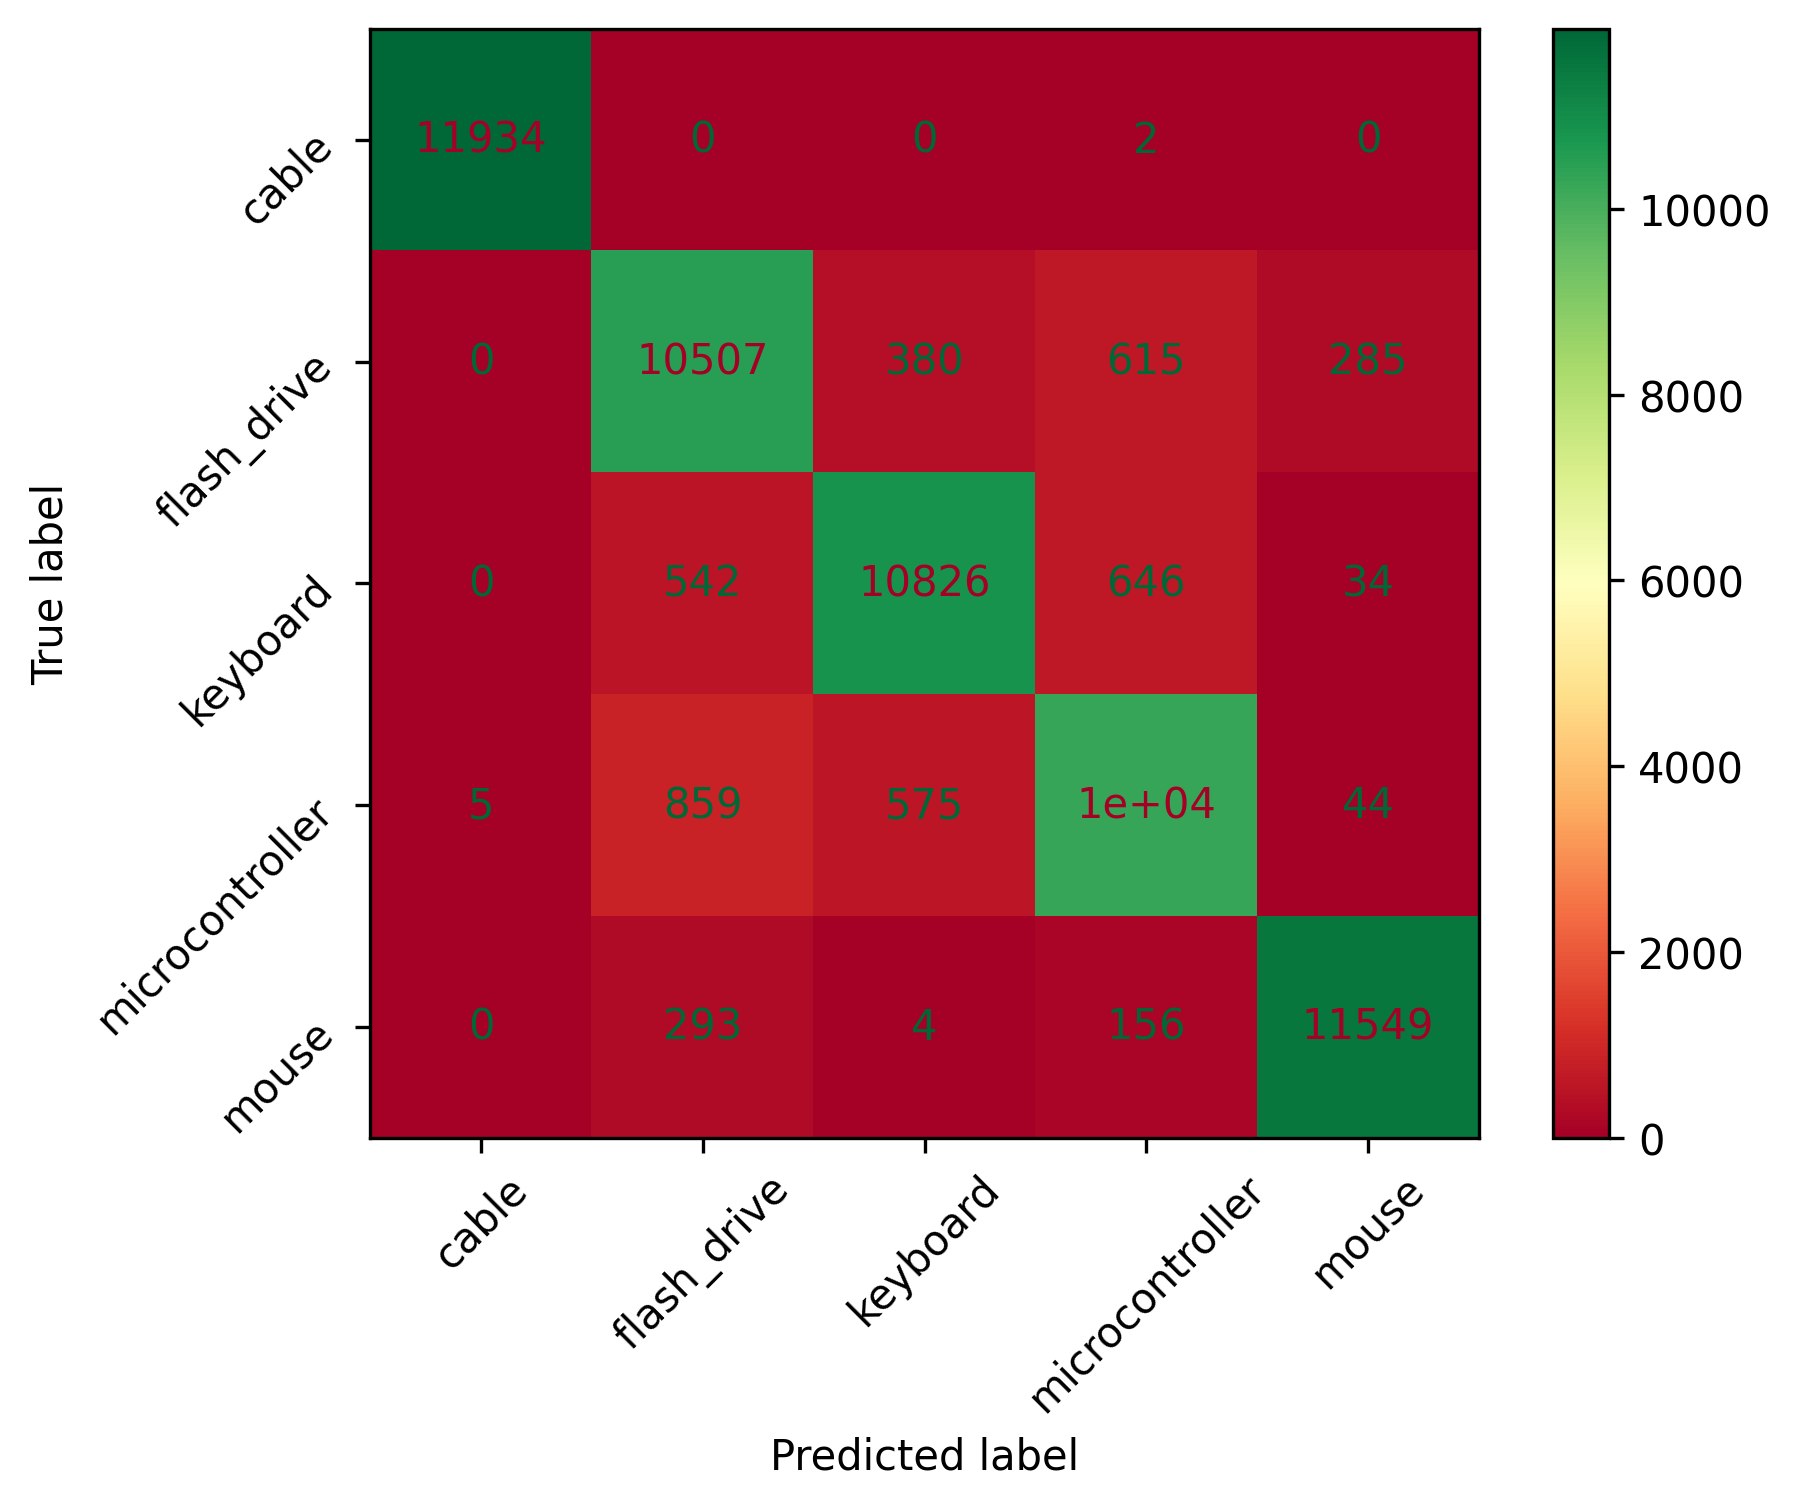 cable 11934 0 0 2 0
flash_drive 0 10507 380 615 285
keyboard 0 542 10826 646 34
microcontroller 5 859 575 1e+04 44
mouse 0 293 4 156 11549
cable flash_drive keyboard microcontroller mouse
True label
Predicted label
10000
8000
6000
4000
2000
0